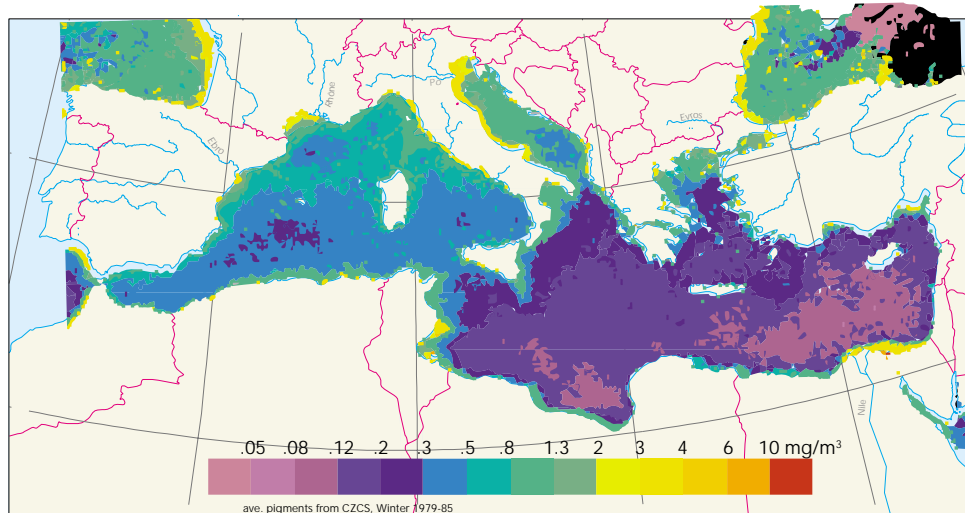 Rhône
Po
Ebro
Evros
Nile
.05 .08 .12 .2 .3 .5 .8 1.3 2 3 4 6 10 mg/m³
ave. pigments from CZCS, Winter 1979-85